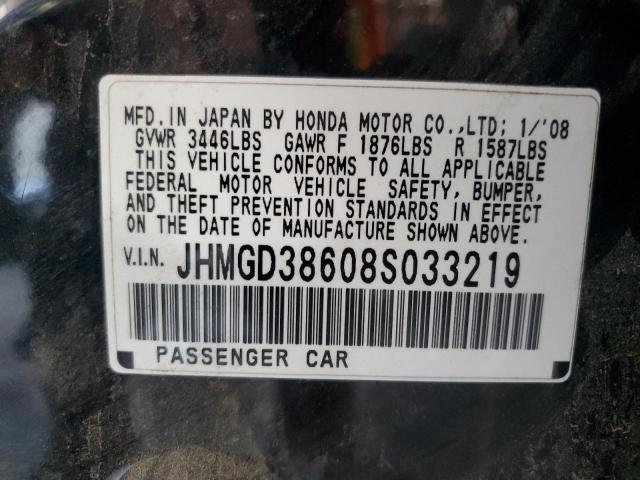 MFD.IN JAPAN BY HONDA MOTOR CO.,LTD; 1/'08
GVWR 3446LBS GAWR F 1876LBS R 1587LBS
THIS VEHICLE CONFORMS TO ALL APPLICABLE
FEDERAL MOTOR VEHICLE SAFETY, BUMPER,
AND THEFT PREVENTION STANDARDS IN EFFECT
ON THE DATE OF MANUFACTURE SHOWN ABOVE.
V.I.N. JHMGD38608S033219
PASSENGER CAR